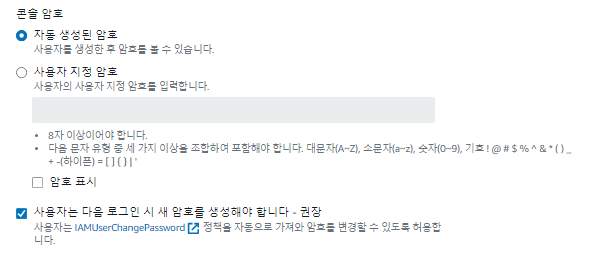 콘솔 암호
자동 생성된 암호
사용자를 생성한 후 암호를 볼 수 있습니다.
사용자 지정 암호
사용자의 사용자 지정 암호를 입력합니다.
• 8자 이상이어야 합니다.
• 다음 문자 유형 중 세 가지 이상을 조합하여 포함해야 합니다. 대문자(A~Z), 소문자(a~z), 숫자(0~9), 기호 ! @ # $ % ^ & * ( ) _
+ -(하이픈) = [ ] { } | '
암호 표시
사용자는 다음 로그인 시 새 암호를 생성해야 합니다 - 권장
사용자는 IAMUserChangePassword 정책을 자동으로 가져와 암호를 변경할 수 있도록 허용합
니다.